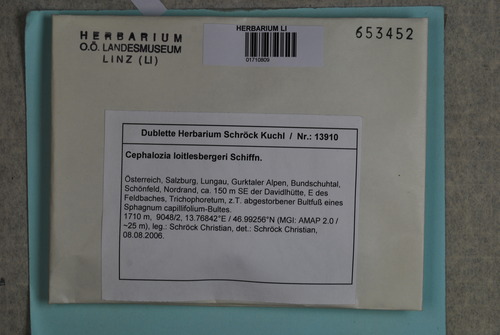 HERBARIUM
O.Ö. LANDESMUSEUM
LINZ (LI)
HERBARIUM LI
01710809
653452
Dublette Herbarium Schröck Kuchl / Nr.: 13910
Cephalozia loitlesbergeri Schiffn.
Österreich, Salzburg, Lungau, Gurktaler Alpen, Bundschuhtal,
Schönfeld, Nordrand, ca. 150 m SE der Davidlhütte, E des
Feldbaches, Trichophoretum, z.T. abgestorbener Bultfuß eines
Sphagnum capillifolium-Bultes.
1710 m, 9048/2, 13.76842°E / 46.99256°N (MGI: AMAP 2.0 /
~25 m), leg.: Schröck Christian, det.: Schröck Christian,
08.08.2006.